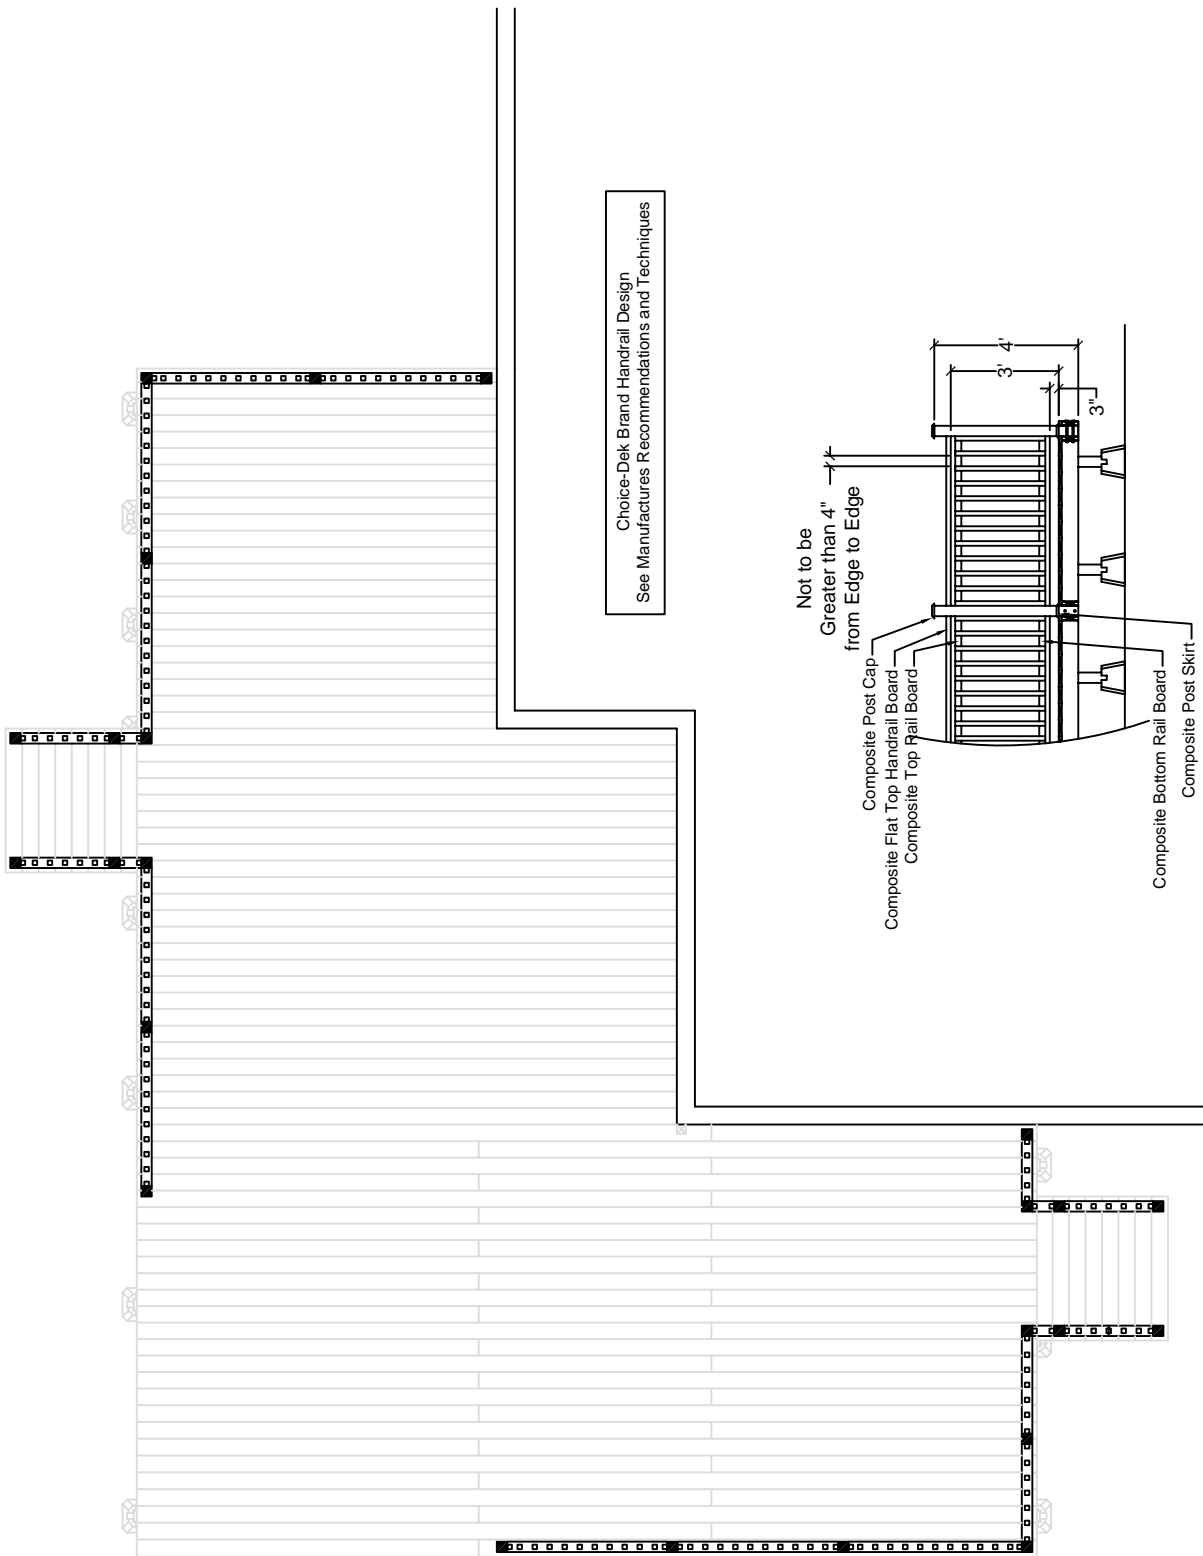 Choice-Dek Brand Handrail Design
See Manufactures Recommendations and Techniques
Not to be
Greater than 4"
from Edge to Edge
Composite Post Cap
Composite Flat Top Handrail Board
Composite Top Rail Board
3'
4'
3"
Composite Bottom Rail Board
Composite Post Skirt